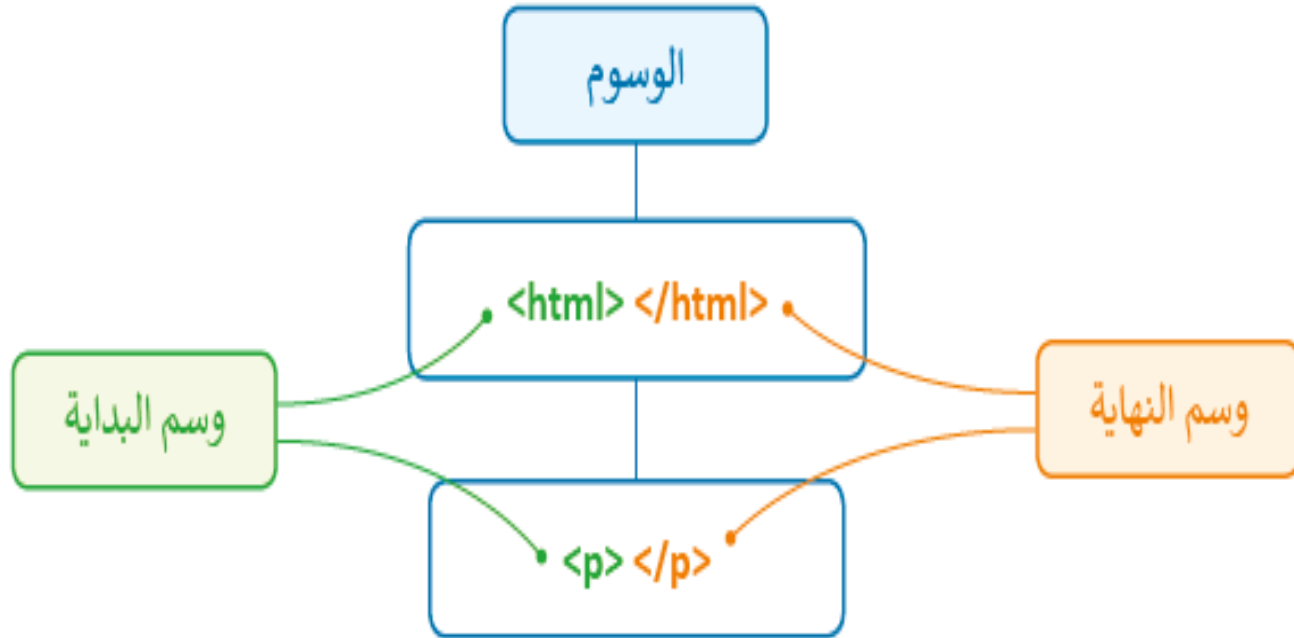 الوسوم
<html> </html>
وسم البداية
وسم النهاية
<p> </p>